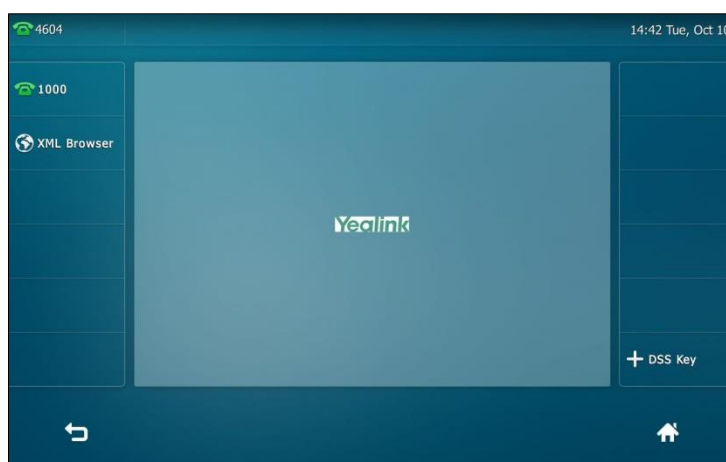 4604
14:42 Tue, Oct 10
1000
XML Browser
Yealink
DSS Key